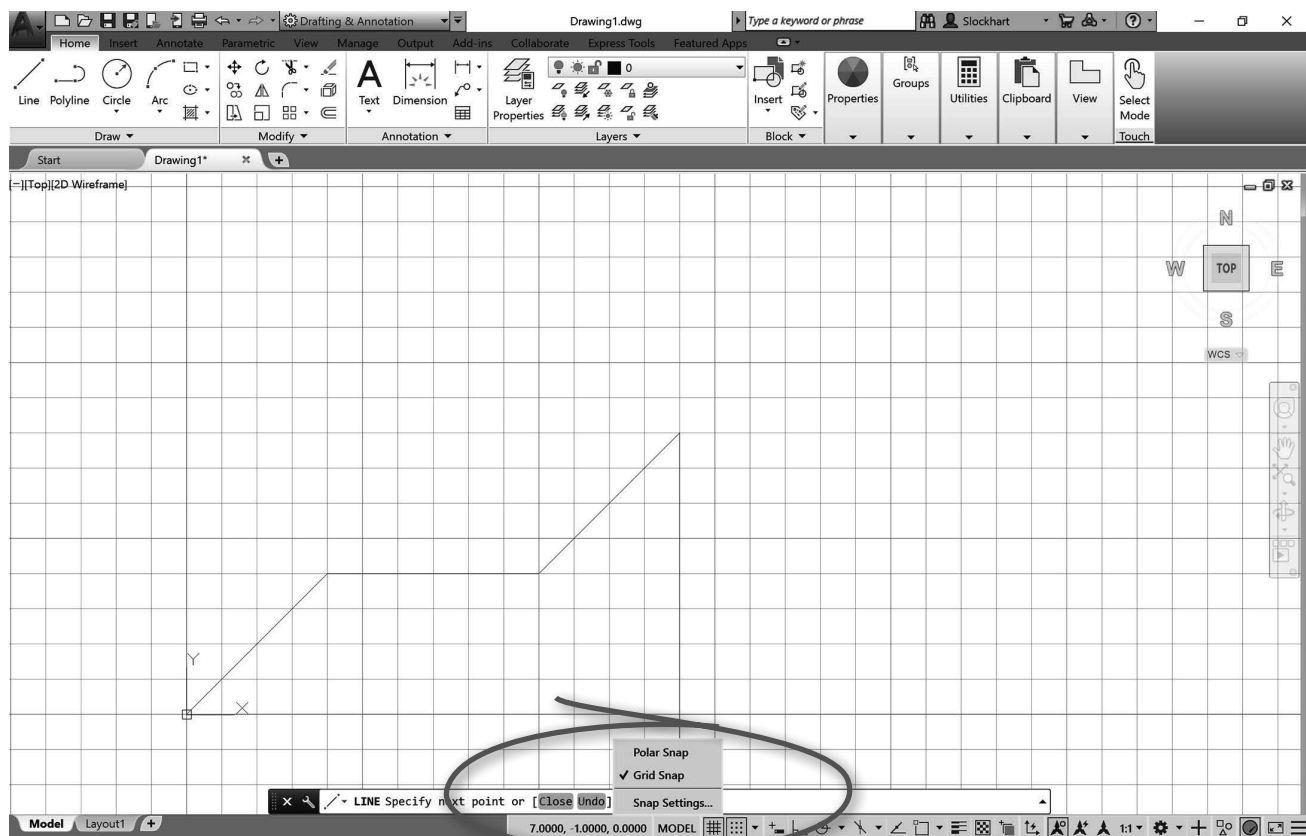 A Drafting & Annotation Drawing1.dwg Type a keyword or phrase Slockhart ?
Home Insert Annotate Parametric View Manage Output Add-ins Collaborate Express Tools Featured Apps
0
A
Line Polyline Circle Arc Text Dimension Layer Properties Insert Properties Groups Utilities Clipboard View Select Mode
Draw Modify Annotation Layers Block Touch
Start Drawing1* +
[−][Top][2D Wireframe]
N
W TOP E
S
WCS
Y
X
Polar Snap
✓ Grid Snap
Snap Settings...
LINE Specify next point or [Close Undo]
Model Layout1 + 7.0000, -1.0000, 0.0000 MODEL 1:1